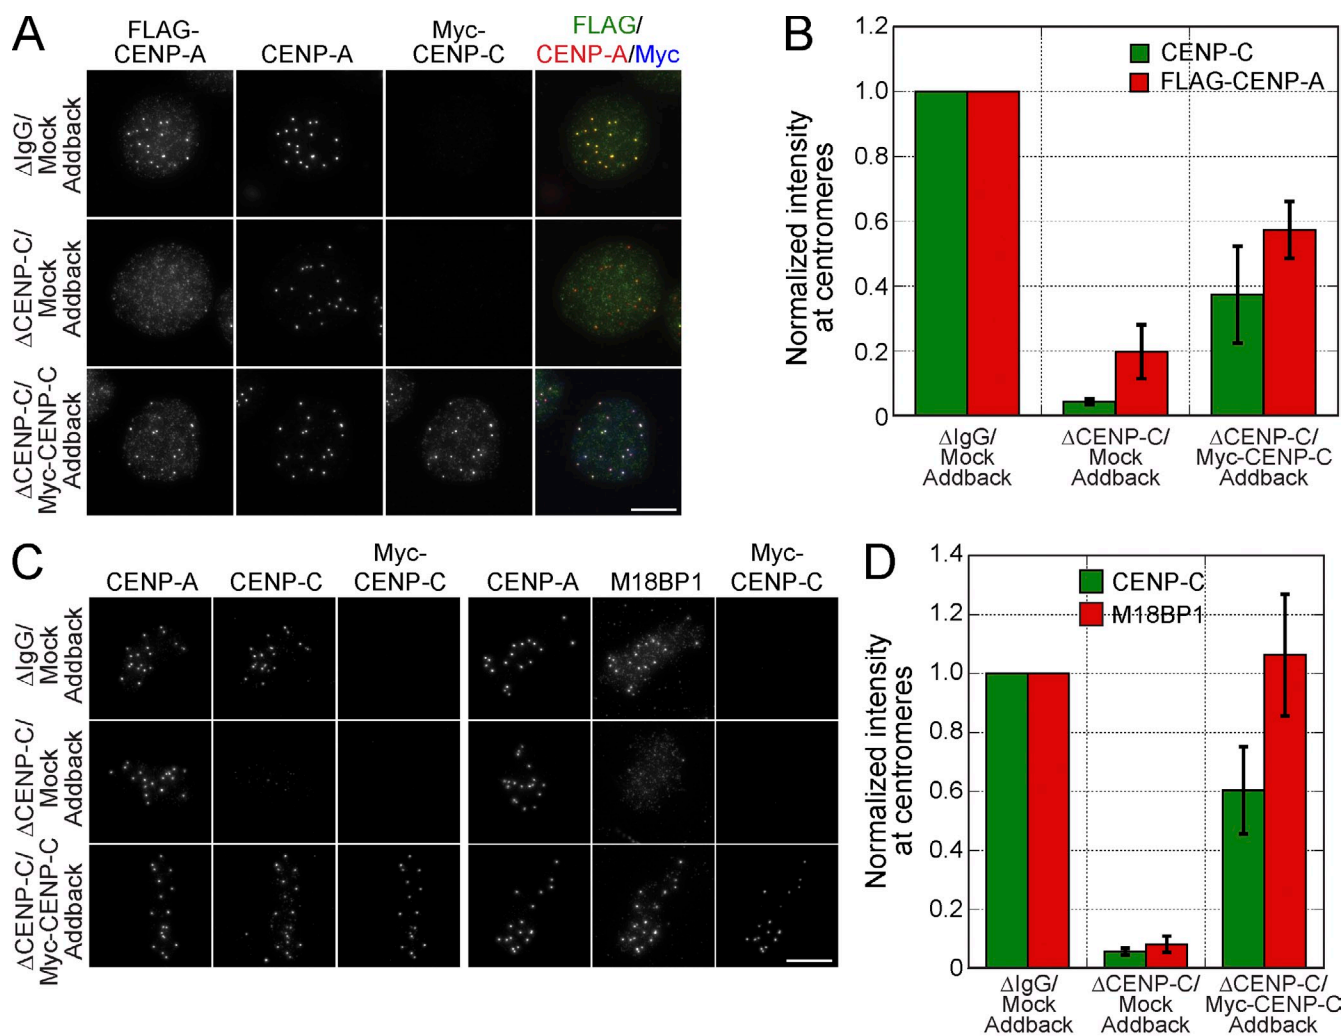 A
FLAG-
CENP-A
CENP-A
Myc-
CENP-C
FLAG/
CENP-A/Myc
ΔIgG/
Mock
Addback
ΔCENP-C/
Mock
Addback
ΔCENP-C/
Myc-CENP-C
Addback
B
CENP-C
FLAG-CENP-A
Normalized intensity
at centromeres
1.2
1.0
0.8
0.6
0.4
0.2
0
ΔIgG/
Mock
Addback
ΔCENP-C/
Mock
Addback
ΔCENP-C/
Myc-CENP-C
Addback
C
CENP-A
CENP-C
Myc-
CENP-C
CENP-A
M18BP1
Myc-
CENP-C
ΔIgG/
Mock
Addback
ΔCENP-C/
Mock
Addback
ΔCENP-C/
Myc-CENP-C
Addback
D
CENP-C
M18BP1
Normalized intensity
at centromeres
1.4
1.2
1.0
0.8
0.6
0.4
0.2
0
ΔIgG/
Mock
Addback
ΔCENP-C/
Mock
Addback
ΔCENP-C/
Myc-CENP-C
Addback